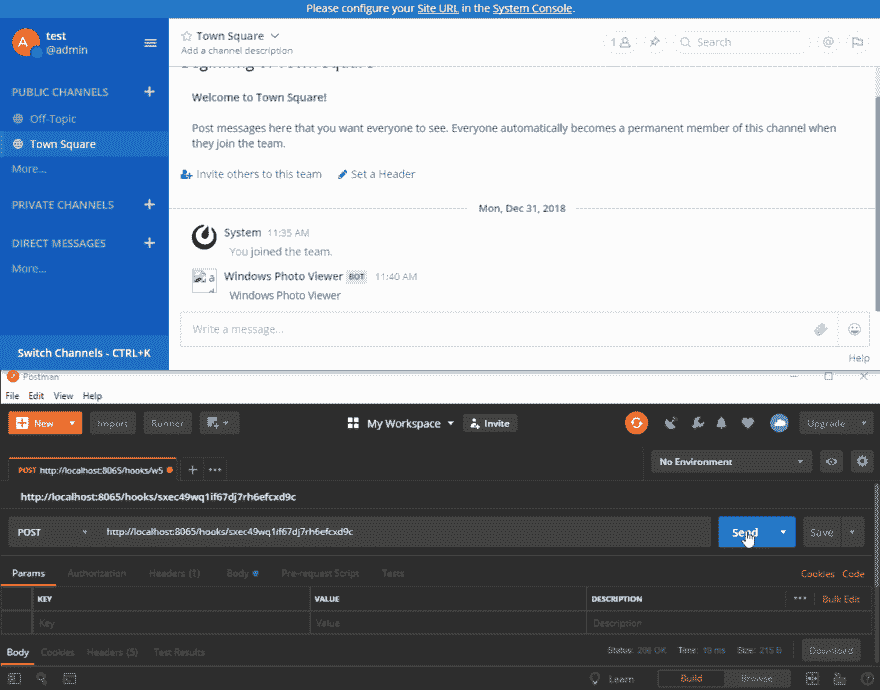 Please configure your Site URL in the System Console.
test
@admin
PUBLIC CHANNELS +
Off-Topic
Town Square
More...
PRIVATE CHANNELS +
DIRECT MESSAGES +
More...
Switch Channels - CTRL+K
Town Square
Add a channel description
1
Search
Welcome to Town Square!
Post messages here that you want everyone to see. Everyone automatically becomes a permanent member of this channel when
they join the team.
Invite others to this team Set a Header
Mon, Dec 31, 2018
System 11:35 AM
You joined the team.
Windows Photo Viewer BOT 11:40 AM
Windows Photo Viewer
Write a message...
Help
Postman
File Edit View Help
New Import Runner My Workspace Invite Upgrade
POST http://localhost:8065/hooks/w5 + ••• No Environment
http://localhost:8065/hooks/sxec49wq1if67dj7rh6efcxd9c
POST http://localhost:8065/hooks/sxec49wq1if67dj7rh6efcxd9c Send Save
Params Authorization Headers (1) Body Pre-request Script Tests Cookies Code
KEY VALUE DESCRIPTION ••• Bulk Edit
Key Value Description
Body Cookies Headers (5) Test Results Status: 200 OK Time: 19 ms Size: 215 B Download
Learn Build Browse